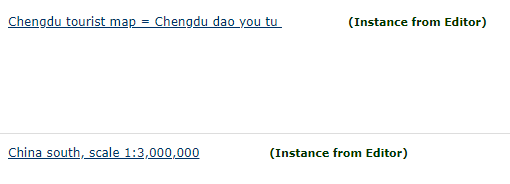 Chengdu tourist map = Chengdu dao you tu (Instance from Editor)
China south, scale 1:3,000,000 (Instance from Editor)